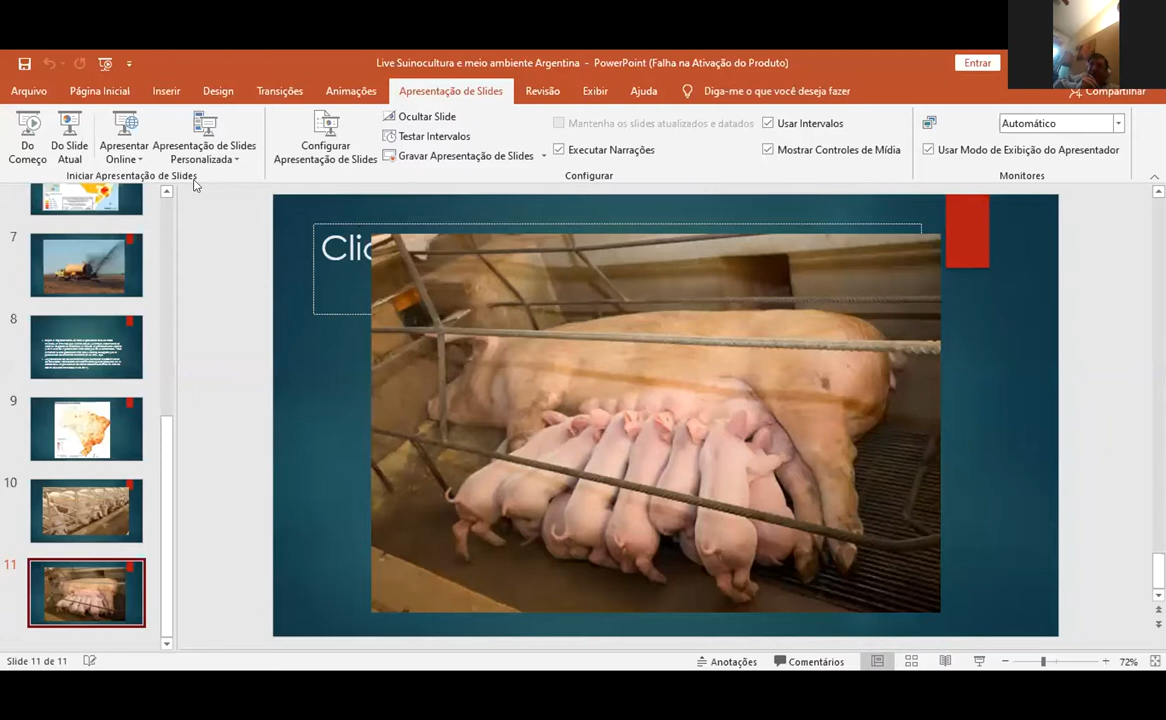 Live Suinocultura e meio ambiente Argentina - PowerPoint (Falha na Ativação do Produto)
Entrar
Arquivo Página Inicial Inserir Design Transições Animações Apresentação de Slides Revisão Exibir Ajuda Diga-me o que você deseja fazer Compartilhar
Do Começo
Do Slide Atual
Apresentar Online
Apresentação de Slides Personalizada
Iniciar Apresentação de Slides
Configurar Apresentação de Slides
Ocultar Slide
Testar Intervalos
Gravar Apresentação de Slides
Mantenha os slides atualizados e datados
Executar Narrações
Usar Intervalos
Mostrar Controles de Mídia
Configurar
Automático
Usar Modo de Exibição do Apresentador
Monitores
7
8
9
10
11
Clic
Slide 11 de 11
Anotações
Comentários
72%